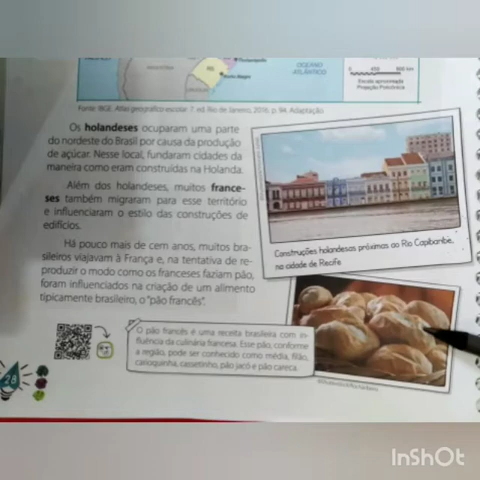 OCEANO
ATLÂNTICO
Porto Alegre
RS
Fonte: IBGE. Atlas geográfico escolar. 7. ed. Rio de Janeiro, 2016. p. 94. Adaptação.
Os holandeses ocuparam uma parte
do nordeste do Brasil por causa da produção
de açúcar. Nesse local, fundaram cidades da
maneira como eram construídas na Holanda.
Além dos holandeses, muitos france-
ses também migraram para esse território
e influenciaram o estilo das construções de
edifícios.
Há pouco mais de cem anos, muitos bra-
sileiros viajavam à França e, na tentativa de re-
produzir o modo como os franceses faziam pão,
foram influenciados na criação de um alimento
tipicamente brasileiro, o "pão francês".
Construções holandesas próximas ao Rio Capibaribe,
na cidade de Recife.
O pão francês é uma receita brasileira com in-
fluência da culinária francesa. Esse pão, conforme
a região, pode ser conhecido como média, filão,
carioquinha, cassetinho, pão jacó e pão careca.
28
InShOt